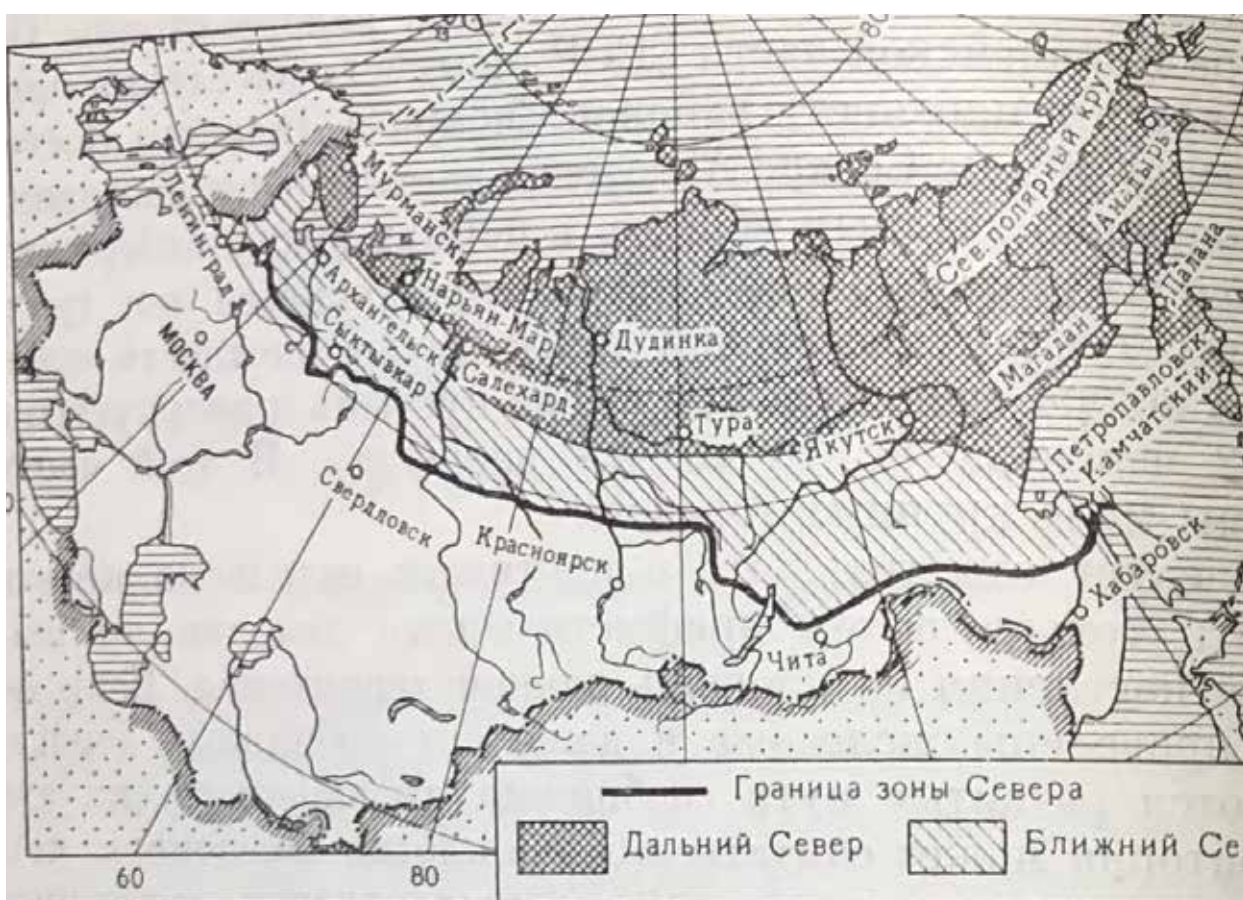 80
Мурманск
Ленинград
Сев. полярный круг
Анадырь
Палана
МОСКВА
Архангельск
Нарьян-Мар
Сыктывкар
Салехард
Дудинка
Магадан
Тура
Якутск
Петропавловск
Камчатский
Свердловск
Красноярск
Хабаровск
Чита
Граница зоны Севера
Дальний Север
Ближний Се
60
80